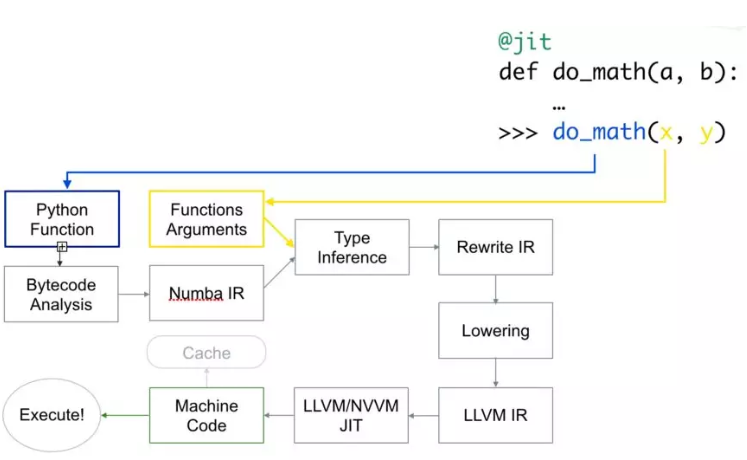 @jit
def do_math(a, b):
…
>>> do_math(x, y)
Python
Function
Functions
Arguments
Type
Inference
Rewrite IR
Bytecode
Analysis
Numba IR
Lowering
Cache
Execute!
Machine
Code
LLVM/NVVM
JIT
LLVM IR